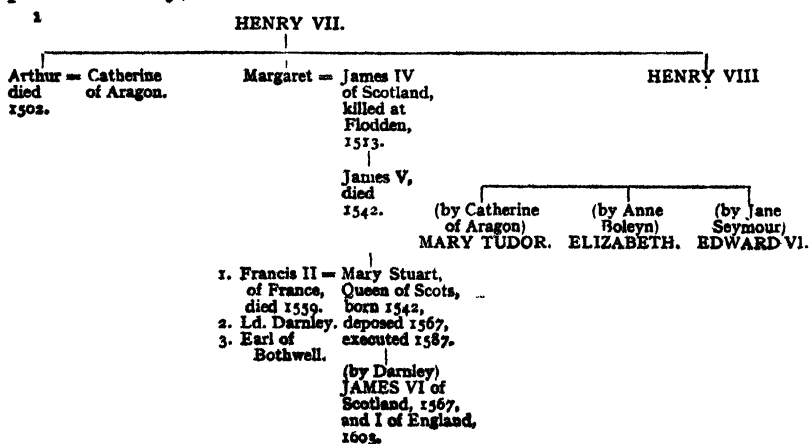 1
HENRY VII.
Arthur = Catherine
died of Aragon.
1502.
Margaret = James IV
of Scotland,
killed at
Flodden,
1513.
HENRY VIII
James V,
died
1542.
(by Catherine
of Aragon)
MARY TUDOR.
(by Anne
Boleyn)
ELIZABETH.
(by Jane
Seymour)
EDWARD VI.
1. Francis II = Mary Stuart,
of France, Queen of Scots,
died 1559. born 1542,
2. Ld. Darnley. deposed 1567,
3. Earl of executed 1587.
Bothwell.
(by Darnley)
JAMES VI of
Scotland, 1567,
and I of England,
1603.